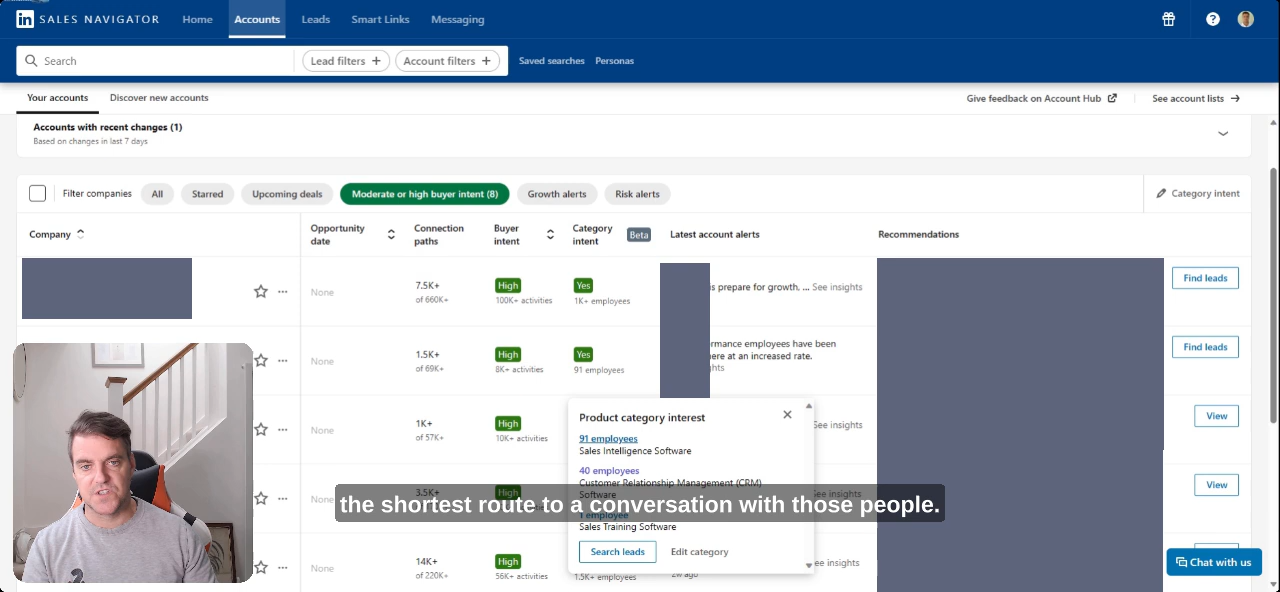 in SALES NAVIGATOR
Home
Accounts
Leads
Smart Links
Messaging
Search
Lead filters +
Account filters +
Saved searches
Personas
Your accounts
Discover new accounts
Give feedback on Account Hub
See account lists →
Accounts with recent changes (1)
Based on changes in last 7 days
Filter companies
All
Starred
Upcoming deals
Moderate or high buyer intent (8)
Growth alerts
Risk alerts
Category intent
Company
Opportunity
date
Connection
paths
Buyer
intent
Category
intent
Beta
Latest account alerts
Recommendations
None
7.5K+
of 660K+
High
100K+ activities
Yes
1K+ employees
s prepare for growth, ... See insights
Find leads
None
1.5K+
of 69K+
High
8K+ activities
Yes
91 employees
rmance employees have been
ere at an increased rate.
ghts
Find leads
None
1K+
of 57K+
High
10K+ activities
See insights
View
None
3.5K+
High
See insights
View
None
14K+
of 220K+
High
56K+ activities
1.5K+ employees
2w ago
ee insights
Product category interest
91 employees
Sales Intelligence Software
40 employees
Customer Relationship Management (CRM)
Software
1 employee
Sales Training Software
Search leads
Edit category
the shortest route to a conversation with those people.
Chat with us